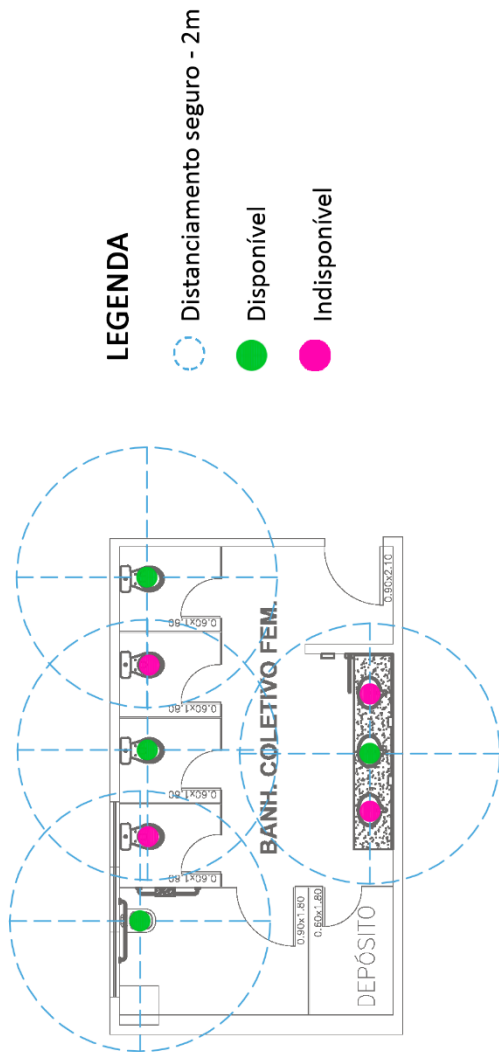 LEGENDA
Distanciamento seguro - 2m
Disponível
Indisponível
BANH. COLETIVO FEM.
0.60x1.80
0.60x1.80
0.60x1.80
0.60x1.80
0.90x1.80
0.60x1.80
0.90x2.10
DEPÓSITO